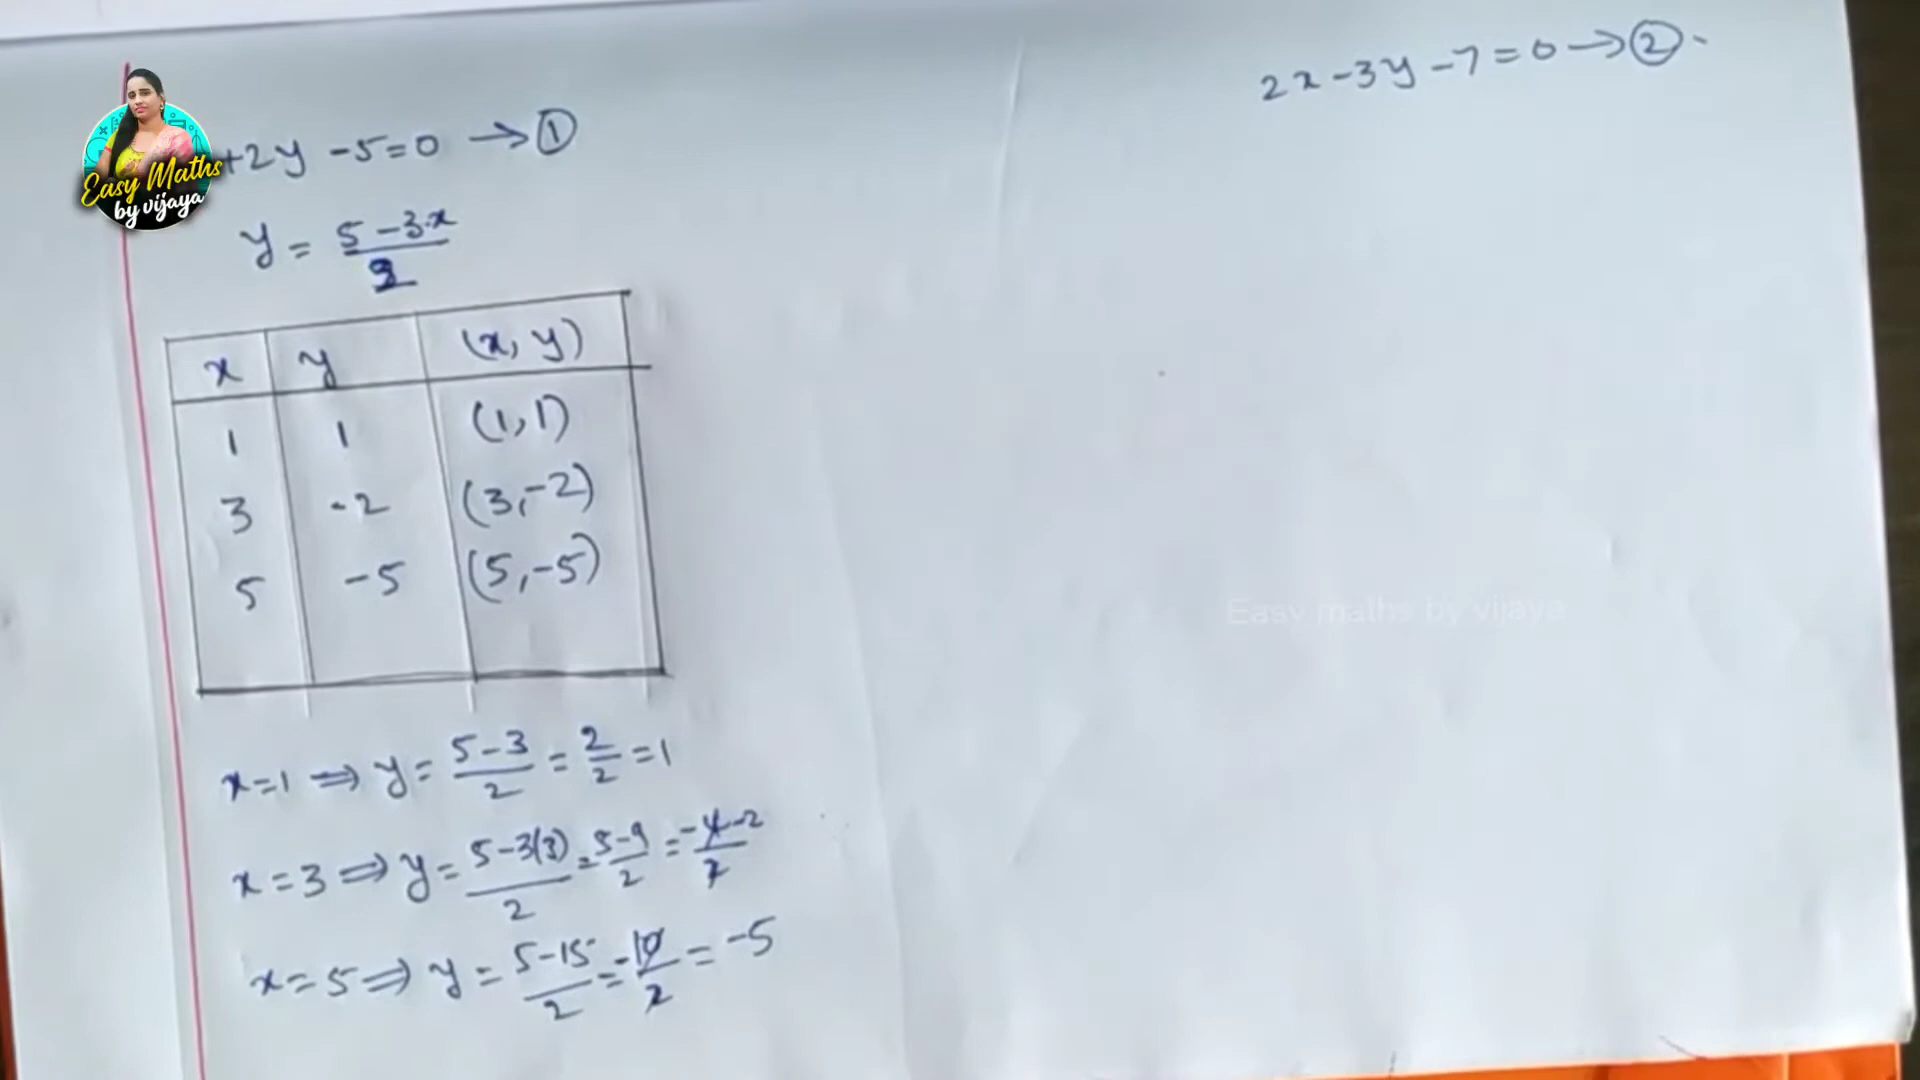 2x-3y-7=0 → ②
Easy Maths
by vijaya
+2y -5=0 → ①
y = (5-3x)/2
x y (x, y)
1 1 (1, 1)
3 -2 (3, -2)
5 -5 (5, -5)
Easy maths by vijaya
x=1 ⟹ y = (5-3)/2 = 2/2 = 1
x=3 ⟹ y = (5-3(3))/2 = (5-9)/2 = -4/2 -2
x=5 ⟹ y = (5-15)/2 = -10/2 = -5